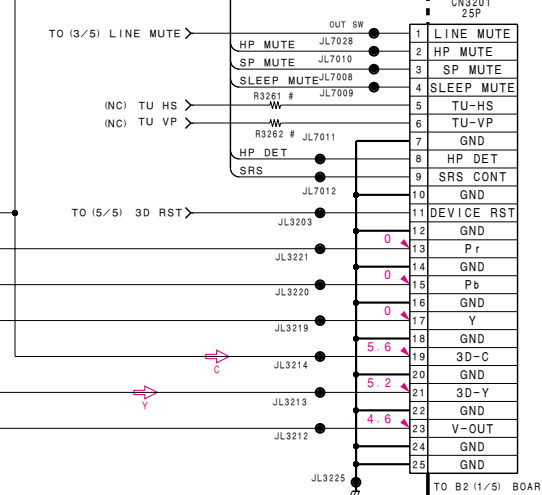 CN3201
25P
OUT SW
TO (3/5) LINE MUTE
1 LINE MUTE
HP MUTE JL7028
2 HP MUTE
SP MUTE JL7010
3 SP MUTE
SLEEP MUTE JL7008
4 SLEEP MUTE
JL7009
(NC) TU HS R3261 #
5 TU-HS
(NC) TU VP
6 TU-VP
R3262 # JL7011
7 GND
HP DET
8 HP DET
SRS
9 SRS CONT
JL7012
10 GND
TO (5/5) 3D RST
11 DEVICE RST
JL3203
12 GND
0
13 Pr
JL3221
14 GND
0
15 Pb
JL3220
16 GND
0
17 Y
JL3219
18 GND
5.6
19 3D-C
C
JL3214
20 GND
5.2
21 3D-Y
Y
JL3213
22 GND
4.6
23 V-OUT
JL3212
24 GND
25 GND
JL3225
TO B2 (1/5) BOAR